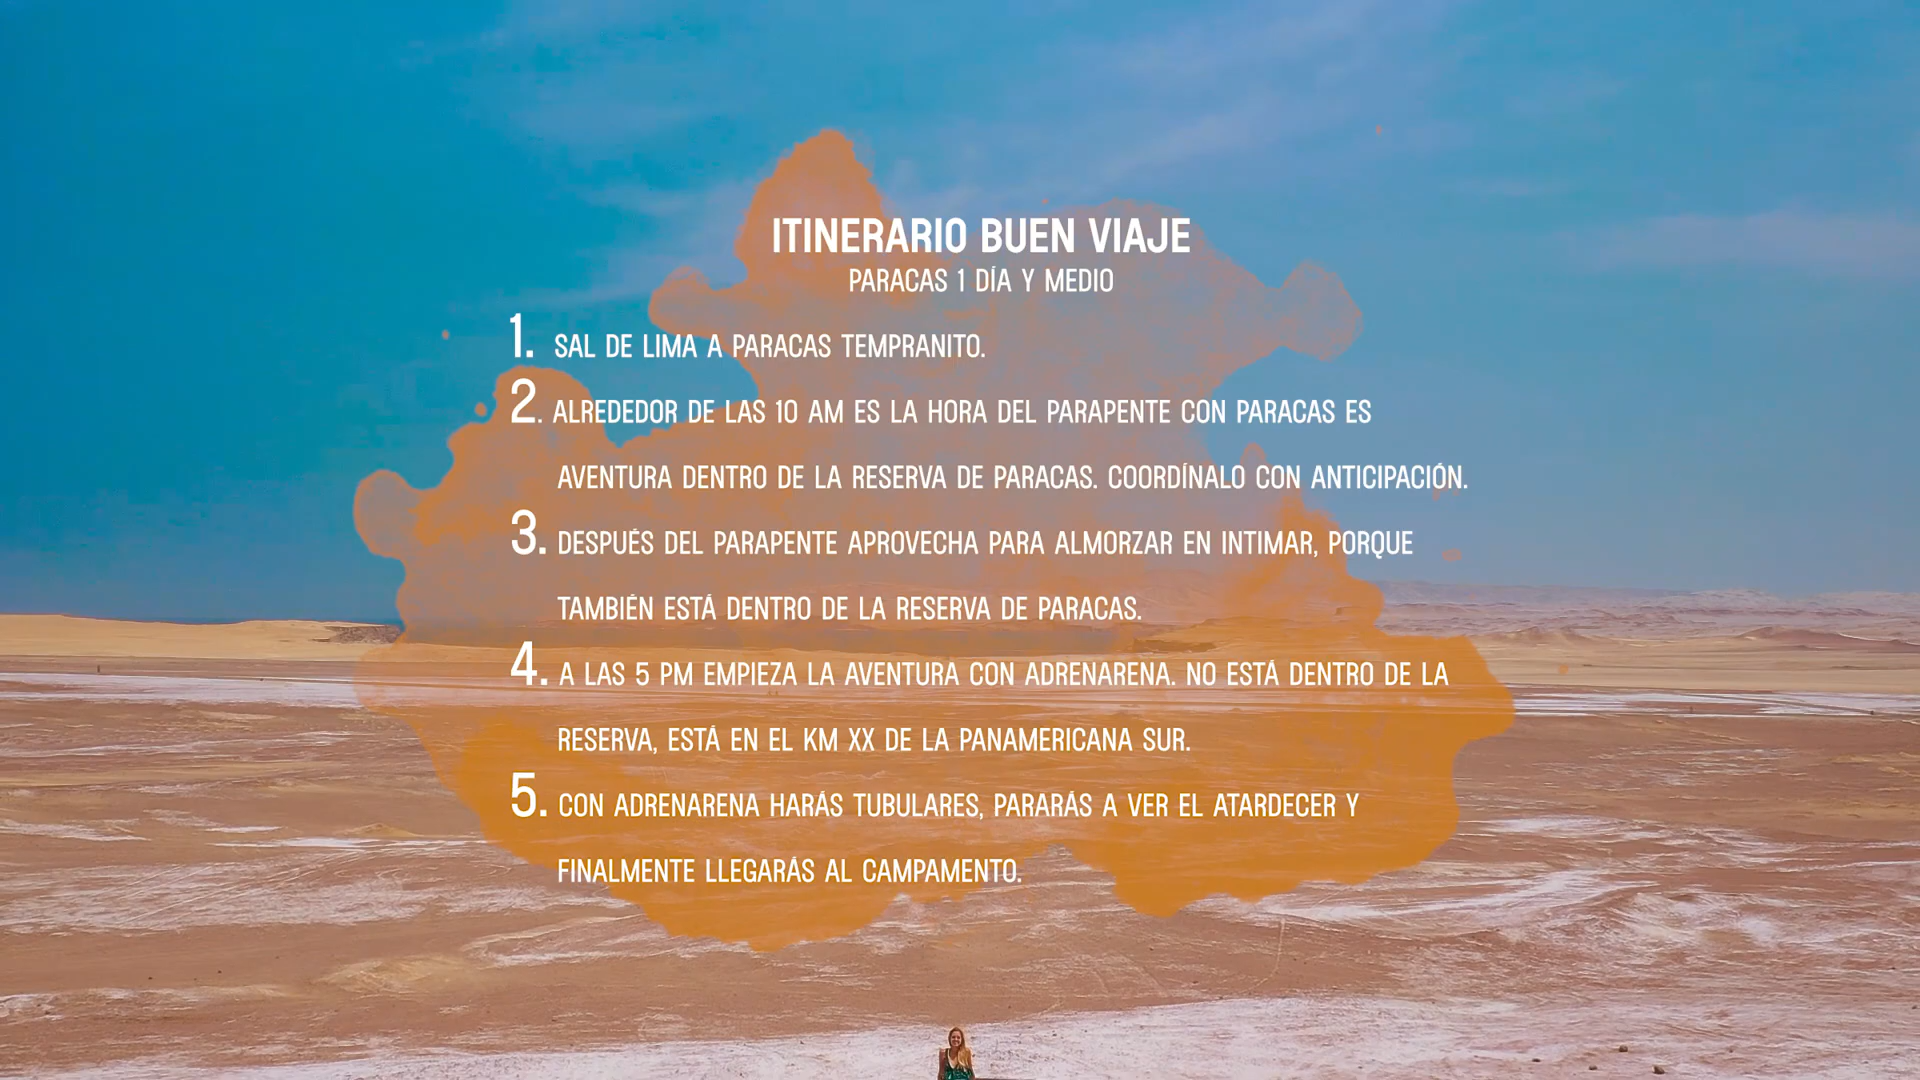 ITINERARIO BUEN VIAJE
PARACAS 1 DÍA Y MEDIO
1. SAL DE LIMA A PARACAS TEMPRANITO.
2. ALREDEDOR DE LAS 10 AM ES LA HORA DEL PARAPENTE CON PARACAS ES
AVENTURA DENTRO DE LA RESERVA DE PARACAS. COORDÍNALO CON ANTICIPACIÓN.
3. DESPUÉS DEL PARAPENTE APROVECHA PARA ALMORZAR EN INTIMAR, PORQUE
TAMBIÉN ESTÁ DENTRO DE LA RESERVA DE PARACAS.
4. A LAS 5 PM EMPIEZA LA AVENTURA CON ADRENARENA. NO ESTÁ DENTRO DE LA
RESERVA, ESTÁ EN EL KM XX DE LA PANAMERICANA SUR.
5. CON ADRENARENA HARÁS TUBULARES, PARARÁS A VER EL ATARDECER Y
FINALMENTE LLEGARÁS AL CAMPAMENTO.